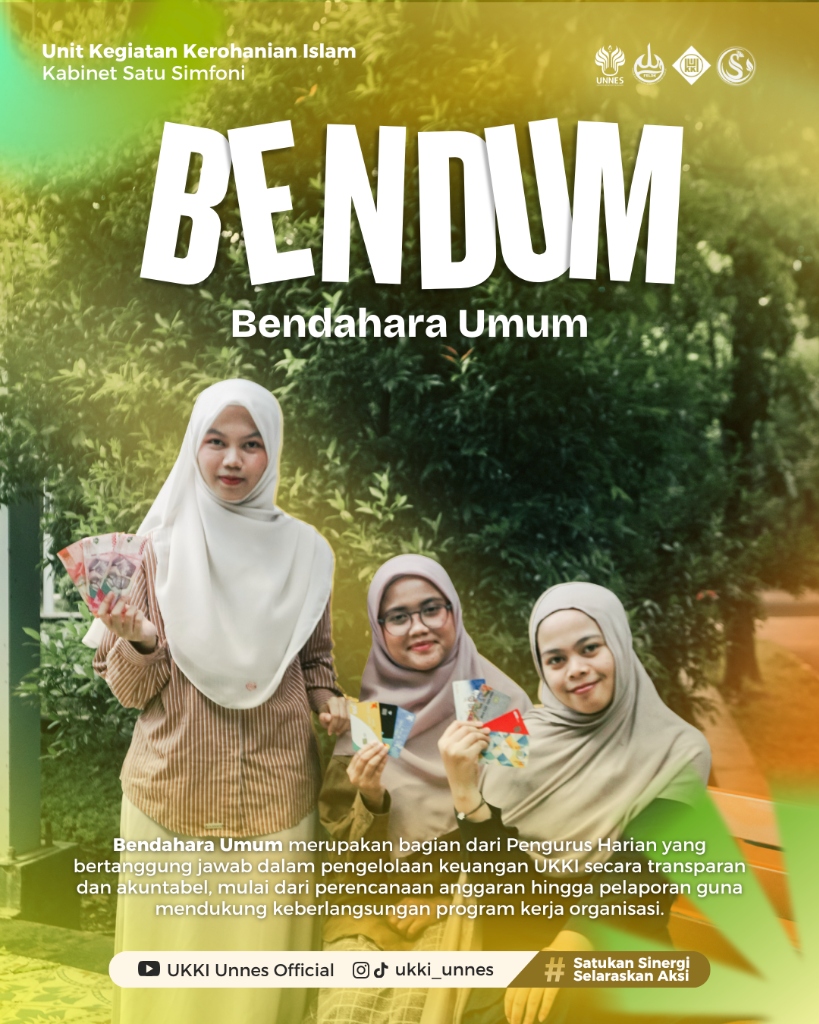 Unit Kegiatan Kerohanian Islam
Kabinet Satu Simfoni
UNNES
UKKI
BENDUM
Bendahara Umum
Bendahara Umum merupakan bagian dari Pengurus Harian yang
bertanggung jawab dalam pengelolaan keuangan UKKI secara transparan
dan akuntabel, mulai dari perencanaan anggaran hingga pelaporan guna
mendukung keberlangsungan program kerja organisasi.
UKKI Unnes Official
ukki_unnes
# Satukan Sinergi
Selaraskan Aksi